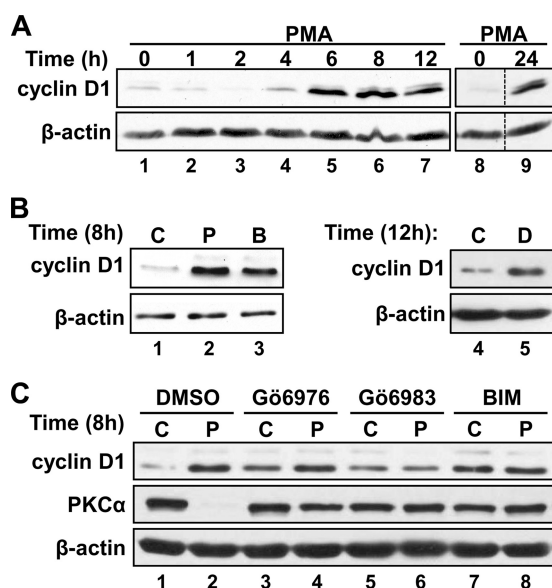 A
PMA PMA
Time (h) 0 1 2 4 6 8 12 0 24
cyclin D1
β-actin
1 2 3 4 5 6 7 8 9
B
Time (8h) C P B Time (12h): C D
cyclin D1 cyclin D1
β-actin β-actin
1 2 3 4 5
C
DMSO Gö6976 Gö6983 BIM
Time (8h) C P C P C P C P
cyclin D1
PKCα
β-actin
1 2 3 4 5 6 7 8